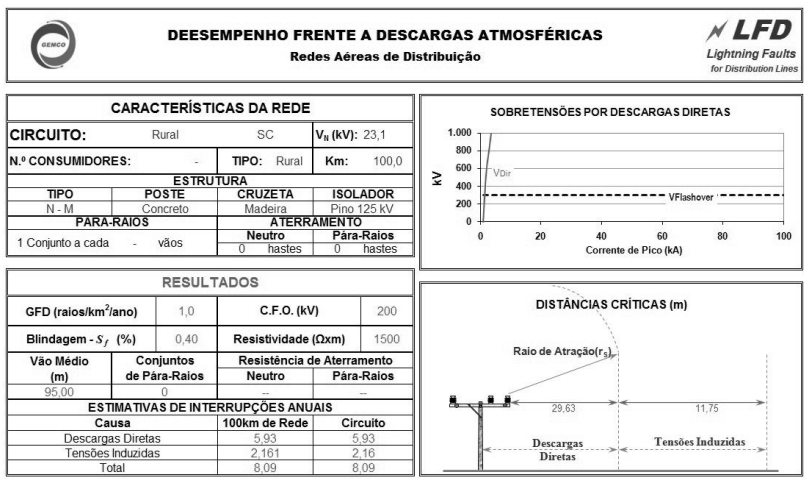 GEMCO
DEESEMPENHO FRENTE A DESCARGAS ATMOSFÉRICAS
Redes Aéreas de Distribuição
LFD
Lightning Faults
for Distribution Lines
CARACTERÍSTICAS DA REDE
CIRCUITO: Rural SC VN (kV): 23,1
N.º CONSUMIDORES: - TIPO: Rural Km: 100,0
ESTRUTURA
TIPO POSTE CRUZETA ISOLADOR
N - M Concreto Madeira Pino 125 kV
PARA-RAIOS ATERRAMENTO
1 Conjunto a cada - vãos
Neutro Pára-Raios
0 hastes 0 hastes
SOBRETENSÕES POR DESCARGAS DIRETAS
1.000
800
600
400
200
0
kV
VDir
VFlashover
0 20 40 60 80 100
Corrente de Pico (kA)
RESULTADOS
GFD (raios/km²/ano) 1,0 C.F.O. (kV) 200
Blindagem - Sf (%) 0,40 Resistividade (Ωxm) 1500
Vão Médio (m) Conjuntos de Pára-Raios Resistência de Aterramento
Neutro Pára-Raios
95,00 0 -- --
ESTIMATIVAS DE INTERRUPÇÕES ANUAIS
Causa 100km de Rede Circuito
Descargas Diretas 5,93 5,93
Tensões Induzidas 2,161 2,16
Total 8,09 8,09
DISTÂNCIAS CRÍTICAS (m)
Raio de Atração(rs)
29,63 11,75
Descargas
Diretas
Tensões Induzidas